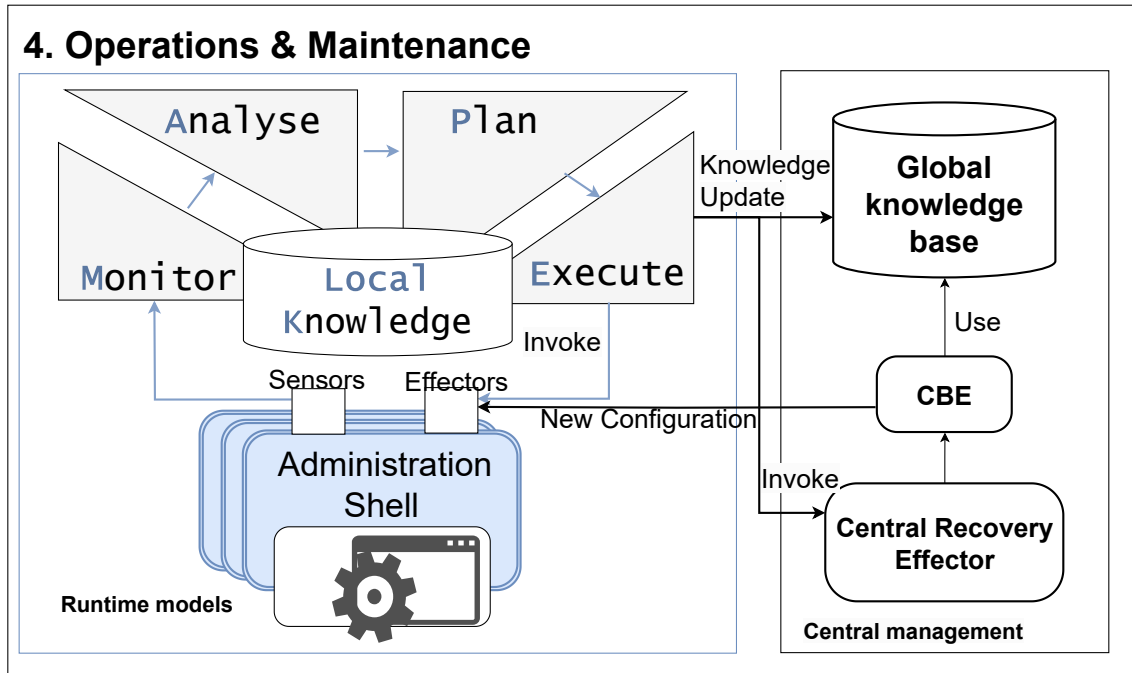 4. Operations & Maintenance
Analyse
Plan
Monitor
Execute
Local
Knowledge
Knowledge
Update
Global
knowledge
base
Use
Invoke
Sensors
Effectors
CBE
New Configuration
Administration
Shell
Invoke
Central Recovery
Effector
Runtime models
Central management